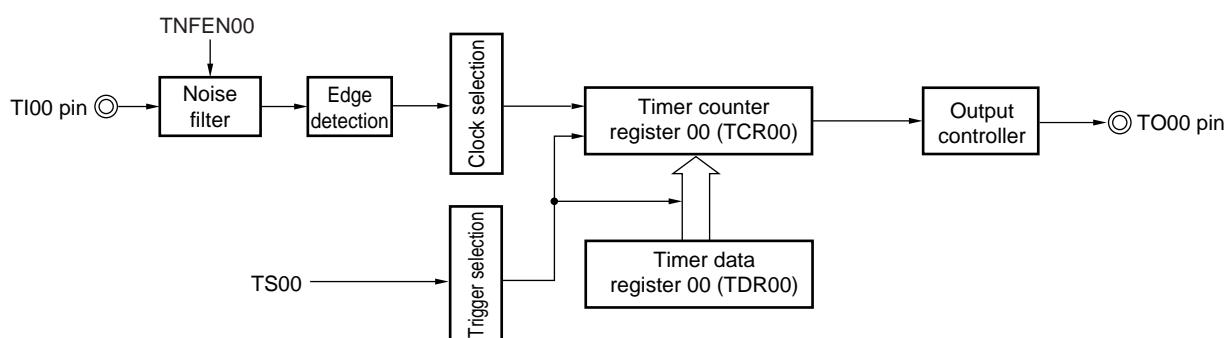 TNFEN00
TI00 pin
Noise
filter
Edge
detection
Clock selection
Timer counter
register 00 (TCR00)
Output
controller
TO00 pin
TS00
Trigger selection
Timer data
register 00 (TDR00)